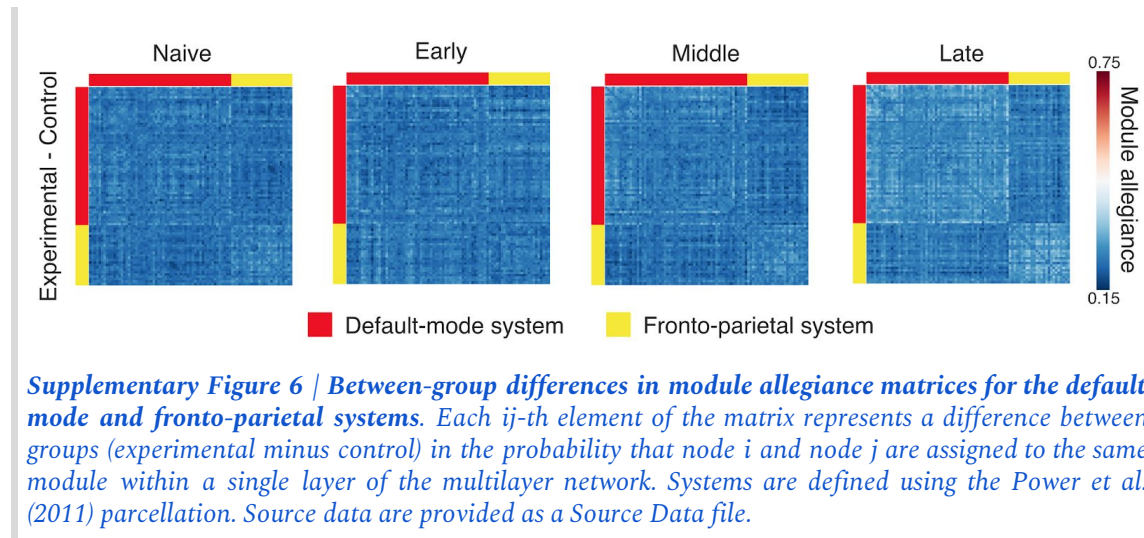 Naive
Early
Middle
Late
Experimental - Control
0.75
Module allegiance
0.15
Default-mode system
Fronto-parietal system
Supplementary Figure 6 | Between-group differences in module allegiance matrices for the default
mode and fronto-parietal systems. Each ij-th element of the matrix represents a difference between
groups (experimental minus control) in the probability that node i and node j are assigned to the same
module within a single layer of the multilayer network. Systems are defined using the Power et al.
(2011) parcellation. Source data are provided as a Source Data file.